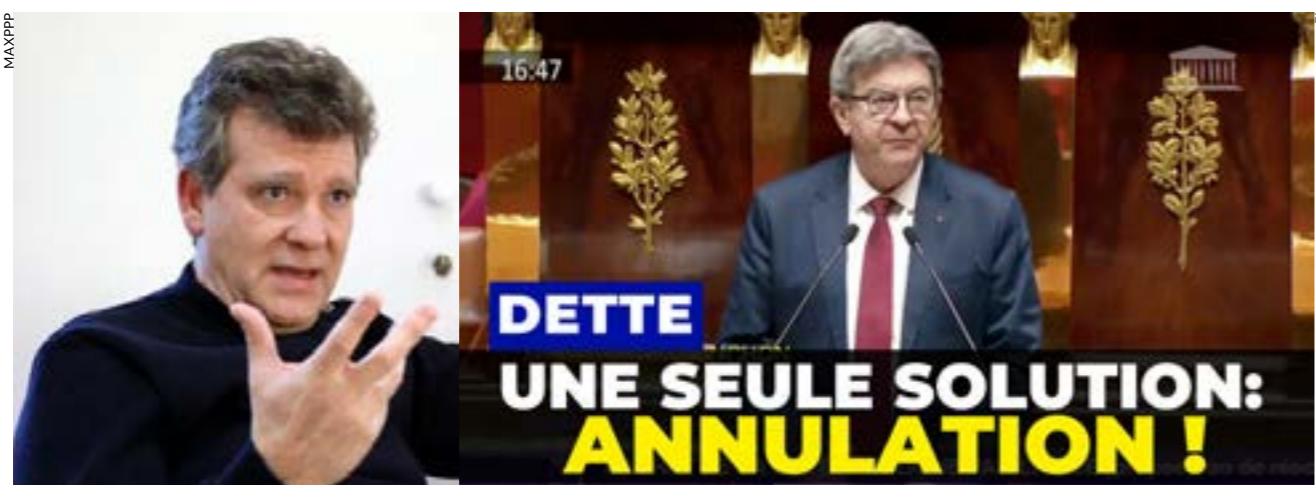 MAXPPP
16:47
DETTE
UNE SEULE SOLUTION:
ANNULATION !